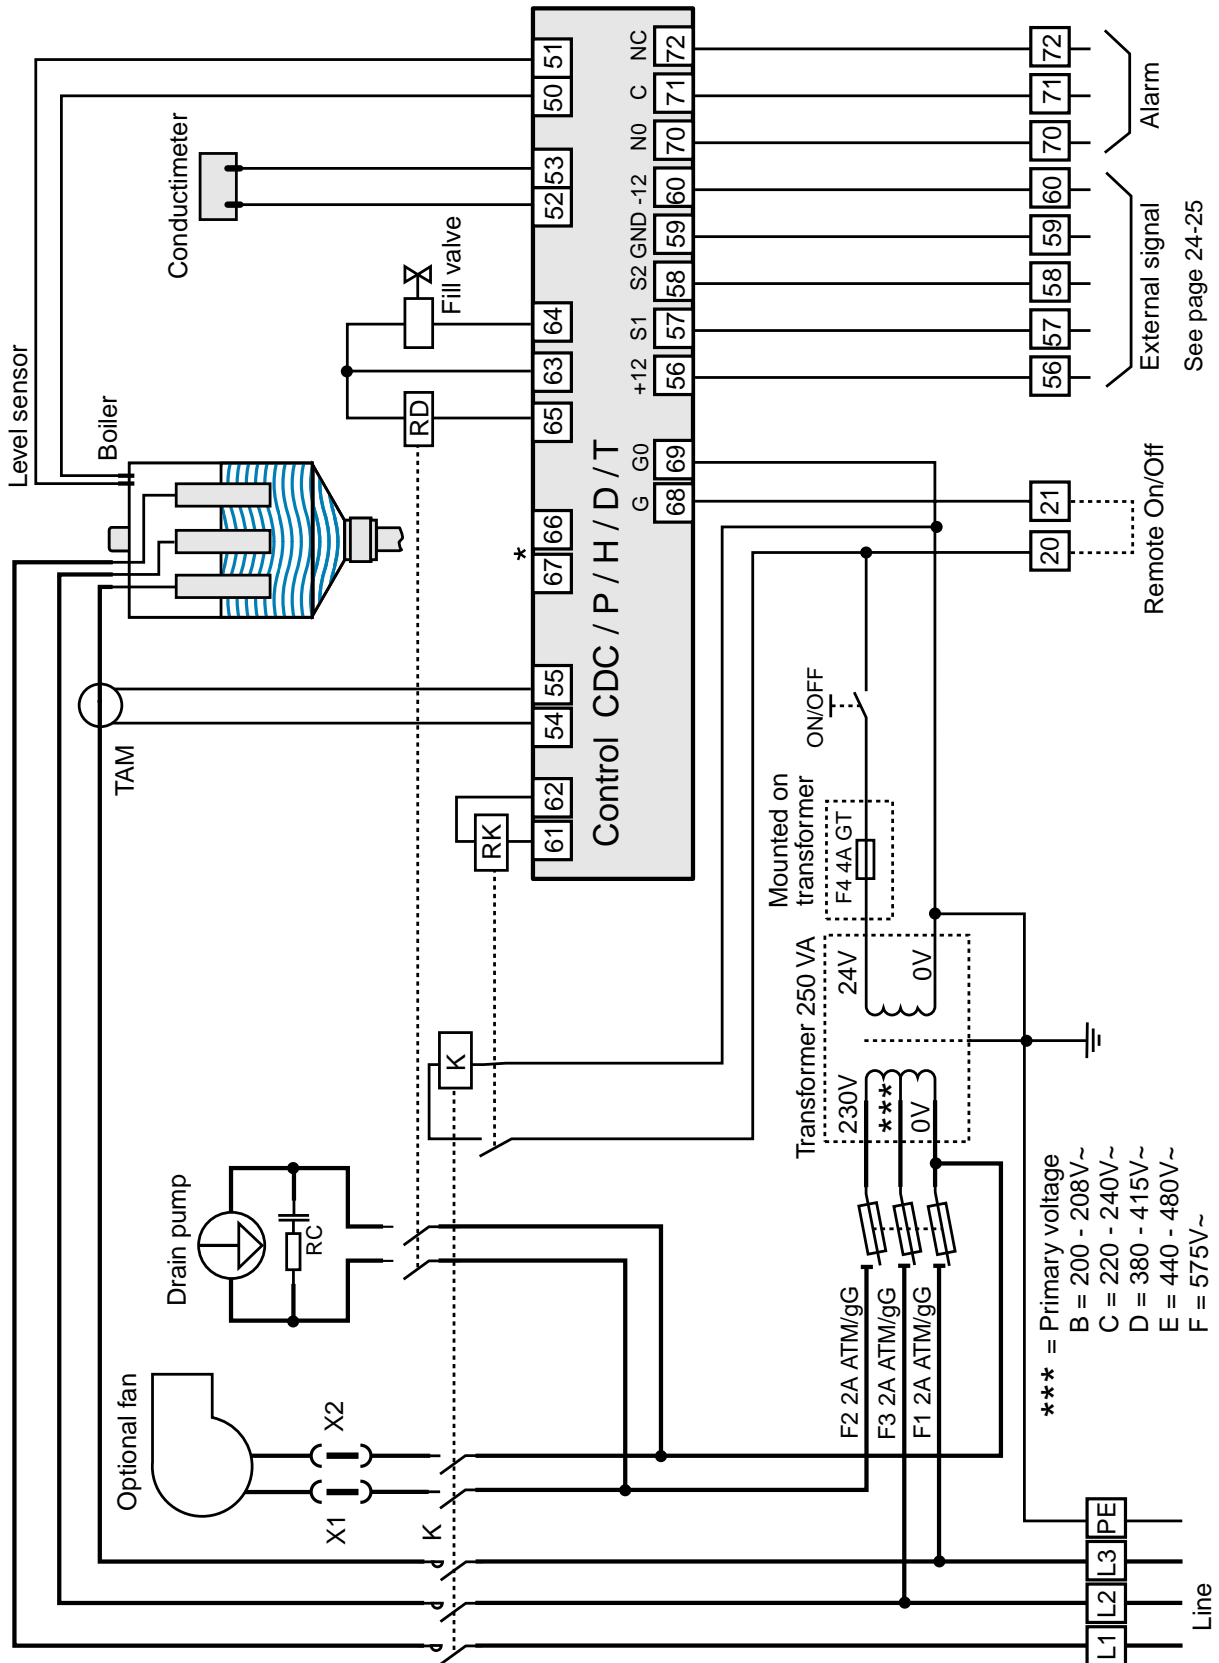 Level sensor
Boiler
Conductimeter
Fill valve
RD
TAM
RK
Drain pump
RC
Optional fan
X1
X2
K
K
51
50
53
52
64
63
65
66
67
*
55
54
62
61
Control CDC / P / H / D / T
NC
C
N0
-12
GND
S2
S1
+12
G0
G
72
71
70
60
59
58
57
56
69
68
72
71
70
60
59
58
57
56
21
20
Alarm
External signal
See page 24-25
Remote On/Off
ON/OFF
Mounted on
transformer
F4 4A GT
Transformer 250 VA
24V
0V
230V
***
0V
F2 2A ATM/gG
F3 2A ATM/gG
F1 2A ATM/gG
*** = Primary voltage
B = 200 - 208V~
C = 220 - 240V~
D = 380 - 415V~
E = 440 - 480V~
F = 575V~
L1
L2
L3
PE
Line